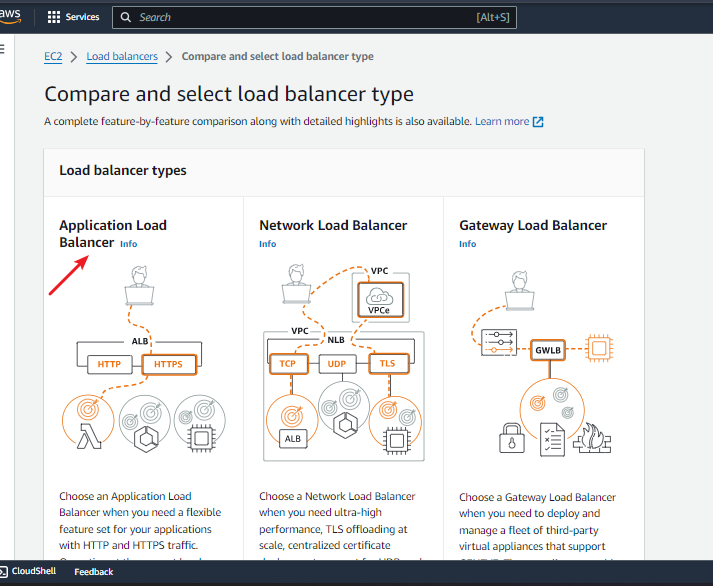 aws
Services
Search
[Alt+S]
EC2 > Load balancers > Compare and select load balancer type
Compare and select load balancer type
A complete feature-by-feature comparison along with detailed highlights is also available. Learn more
Load balancer types
Application Load
Balancer Info
ALB
HTTP
HTTPS
Choose an Application Load
Balancer when you need a flexible
feature set for your applications
with HTTP and HTTPS traffic.
Network Load Balancer
Info
VPC
VPCe
VPC
NLB
TCP
UDP
TLS
ALB
Choose a Network Load Balancer
when you need ultra-high
performance, TLS offloading at
scale, centralized certificate
Gateway Load Balancer
Info
GWLB
Choose a Gateway Load Balancer
when you need to deploy and
manage a fleet of third-party
virtual appliances that support
CloudShell
Feedback